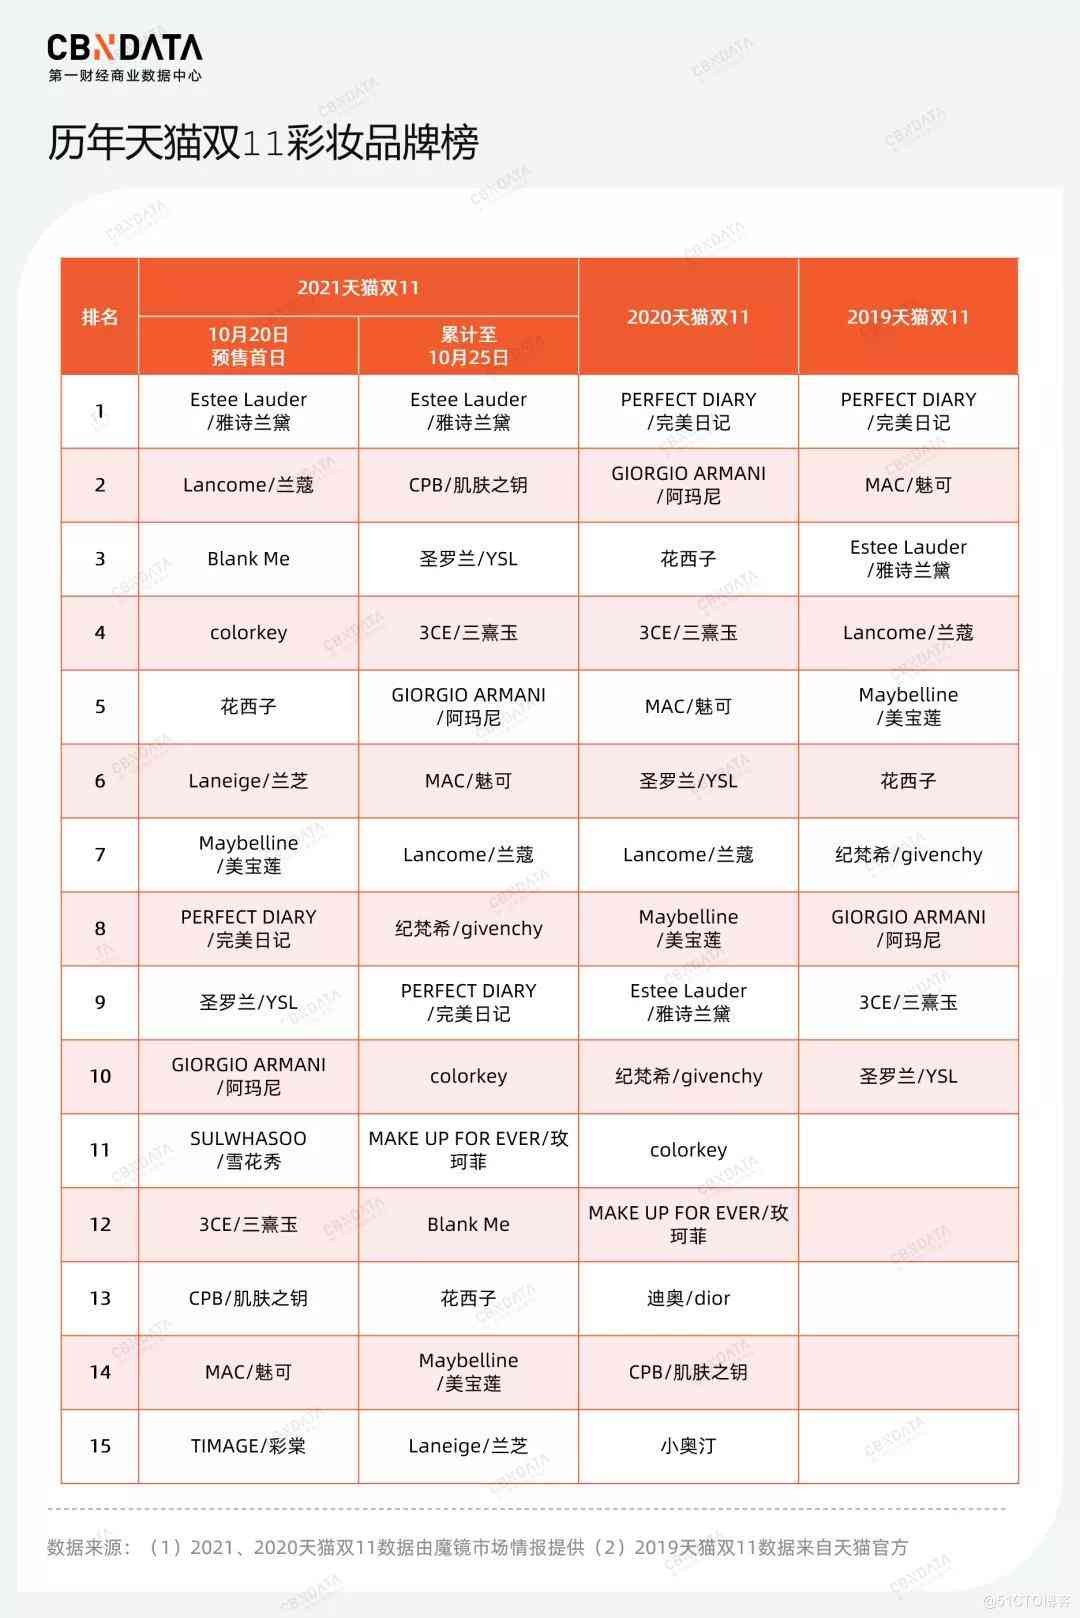 CBNDATA
第一财经商业数据中心
历年天猫双11彩妆品牌榜
排名
2021天猫双11
2020天猫双11
2019天猫双11
10月20日
预售首日
累计至
10月25日
1
Estee Lauder
/雅诗兰黛
Estee Lauder
/雅诗兰黛
PERFECT DIARY
/完美日记
PERFECT DIARY
/完美日记
2
Lancome/兰蔻
CPB/肌肤之钥
GIORGIO ARMANI
/阿玛尼
MAC/魅可
3
Blank Me
圣罗兰/YSL
花西子
Estee Lauder
/雅诗兰黛
4
colorkey
3CE/三熹玉
3CE/三熹玉
Lancome/兰蔻
5
花西子
GIORGIO ARMANI
/阿玛尼
MAC/魅可
Maybelline
/美宝莲
6
Laneige/兰芝
MAC/魅可
圣罗兰/YSL
花西子
7
Maybelline
/美宝莲
Lancome/兰蔻
Lancome/兰蔻
纪梵希/givenchy
8
PERFECT DIARY
/完美日记
纪梵希/givenchy
Maybelline
/美宝莲
GIORGIO ARMANI
/阿玛尼
9
圣罗兰/YSL
PERFECT DIARY
/完美日记
Estee Lauder
/雅诗兰黛
3CE/三熹玉
10
GIORGIO ARMANI
/阿玛尼
colorkey
纪梵希/givenchy
圣罗兰/YSL
11
SULWHASOO
/雪花秀
MAKE UP FOR EVER/玫
珂菲
colorkey
12
3CE/三熹玉
Blank Me
MAKE UP FOR EVER/玫
珂菲
13
CPB/肌肤之钥
花西子
迪奥/dior
14
MAC/魅可
Maybelline
/美宝莲
CPB/肌肤之钥
15
TIMAGE/彩棠
Laneige/兰芝
小奥汀
数据来源：（1）2021、2020天猫双11数据由魔镜市场情报提供（2）2019天猫双11数据来自天猫官方
@51CTO博客